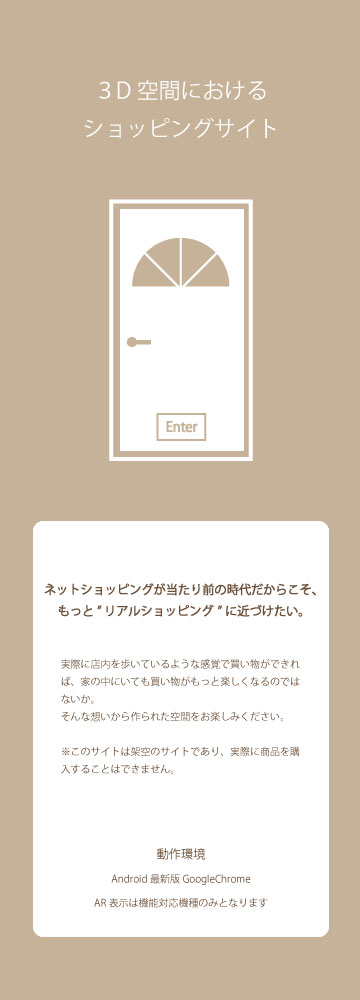 ３Ｄ空間における
ショッピングサイト
Enter
ネットショッピングが当たり前の時代だからこそ、
もっと”リアルショッピング“に近づけたい。
実際に店内を歩いているような感覚で買い物ができれ
ば、家の中にいても買い物がもっと楽しくなるのでは
ないか。
そんな想いから作られた空間をお楽しみください。
※このサイトは架空のサイトであり、実際に商品を購
入することはできません。
動作環境
Android 最新版 GoogleChrome
AR 表示は機能対応機種のみとなります